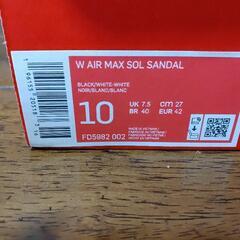 W AIR MAX SOL SANDAL
BLACK/WHITE-WHITE
NOIR/BLANC/BLANC
10
UK 7.5
CM 27
BR 40
EUR 42
FD5982 002